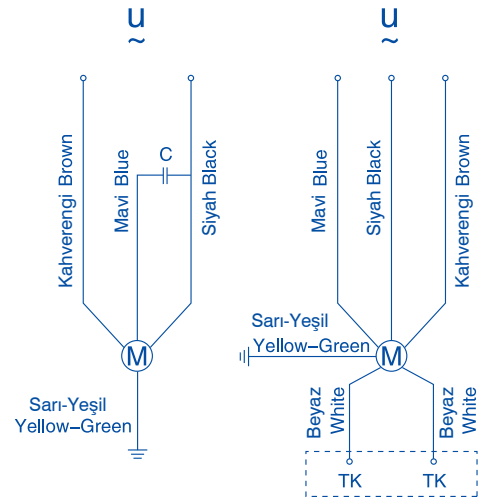 u
~
Kahverengi Brown
Mavi Blue
C
Siyah Black
M
Sarı-Yeşil
Yellow–Green
u
~
Mavi Blue
Siyah Black
Kahverengi Brown
Sarı-Yeşil
Yellow–Green
M
Beyaz
White
Beyaz
White
TK
TK